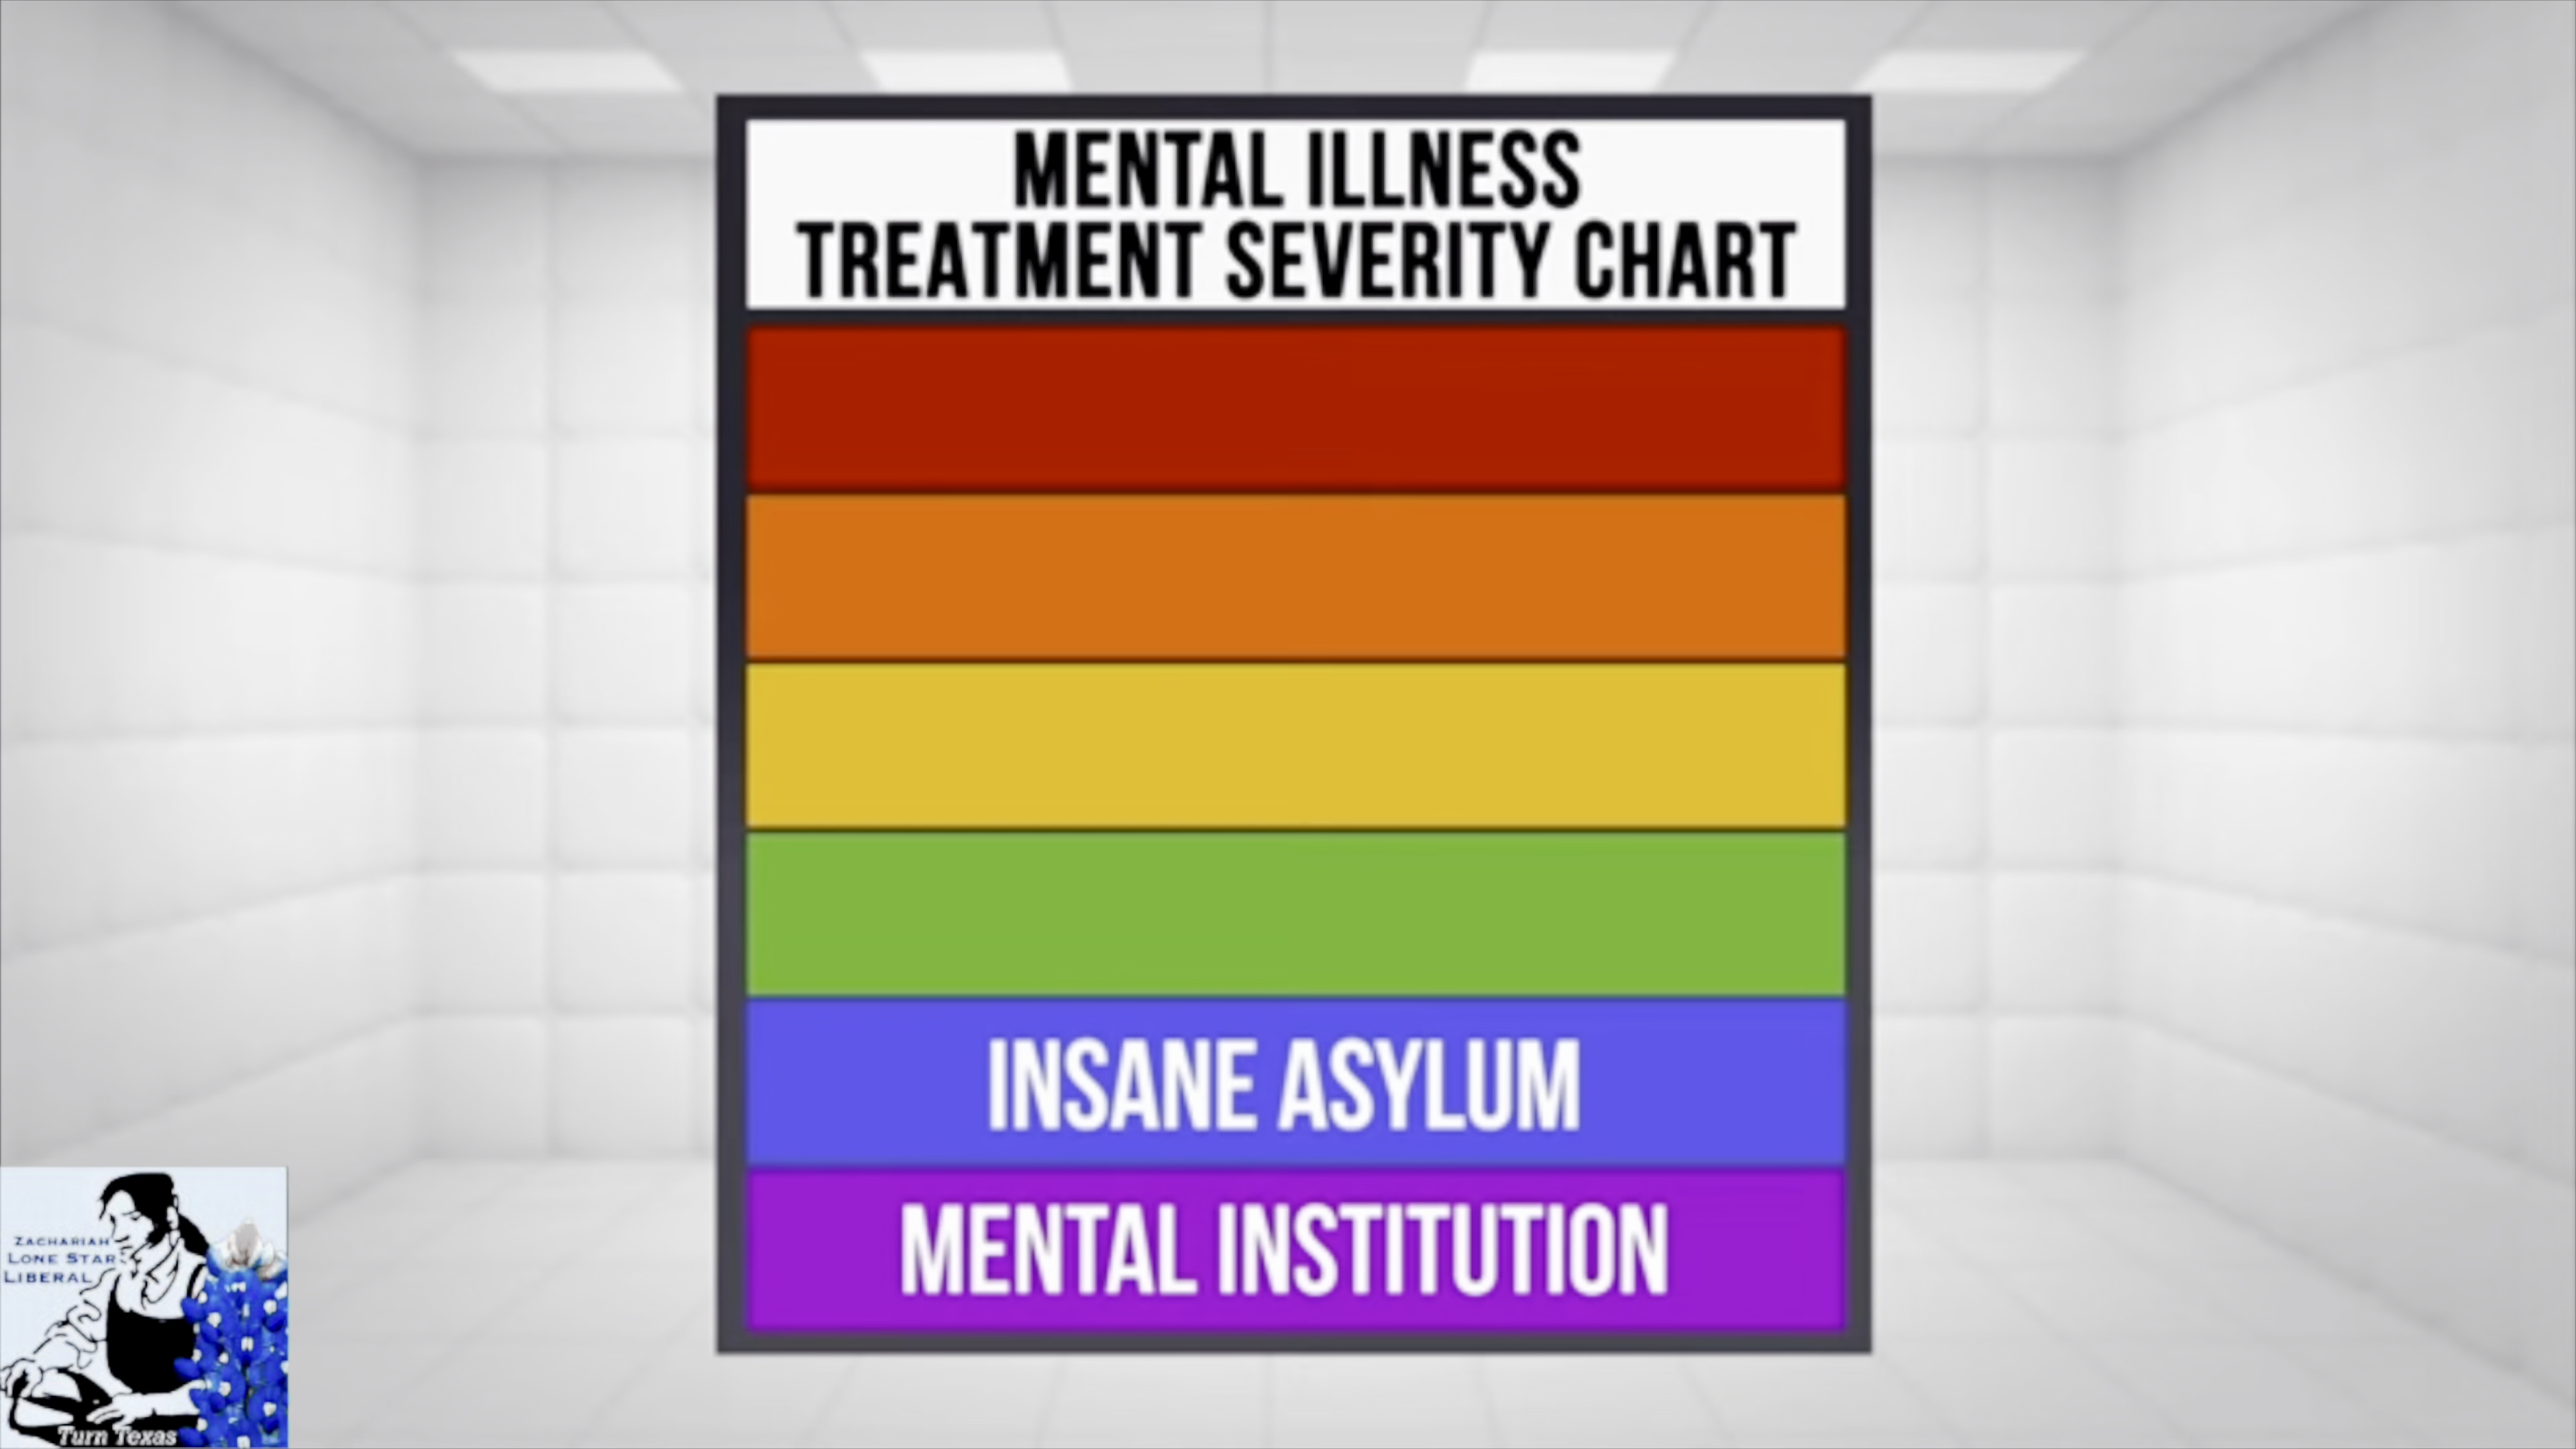 MENTAL ILLNESS
TREATMENT SEVERITY CHART
INSANE ASYLUM
MENTAL INSTITUTION
ZACHARIAH
LONE STAR
LIBERAL
Turn Texas